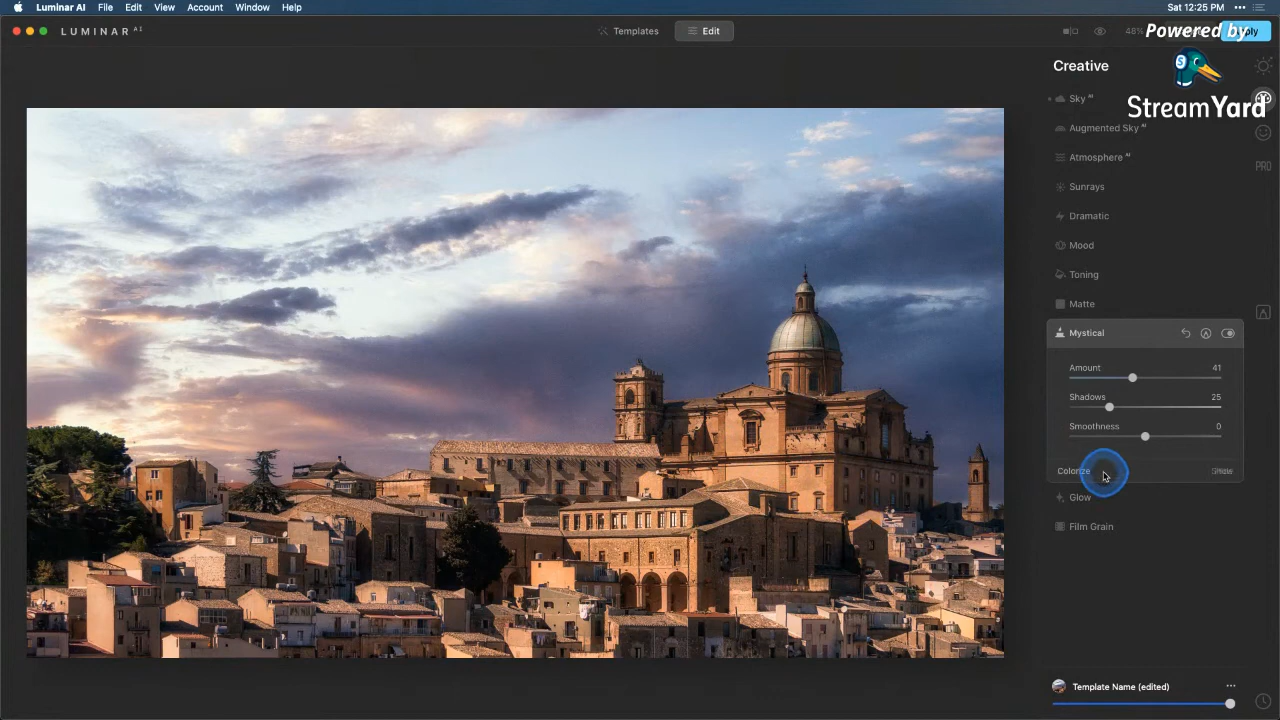 Luminar AI File Edit View Account Window Help Sat 12:25 PM
LUMINAR AI Templates Edit 48%
Powered by
StreamYard
Creative
Sky AI
Augmented Sky AI
Atmosphere AI
Sunrays
PRO
Dramatic
Mood
Toning
Matte
Mystical
Amount 41
Shadows 25
Smoothness 0
Colorize
Glow
Film Grain
Template Name (edited)